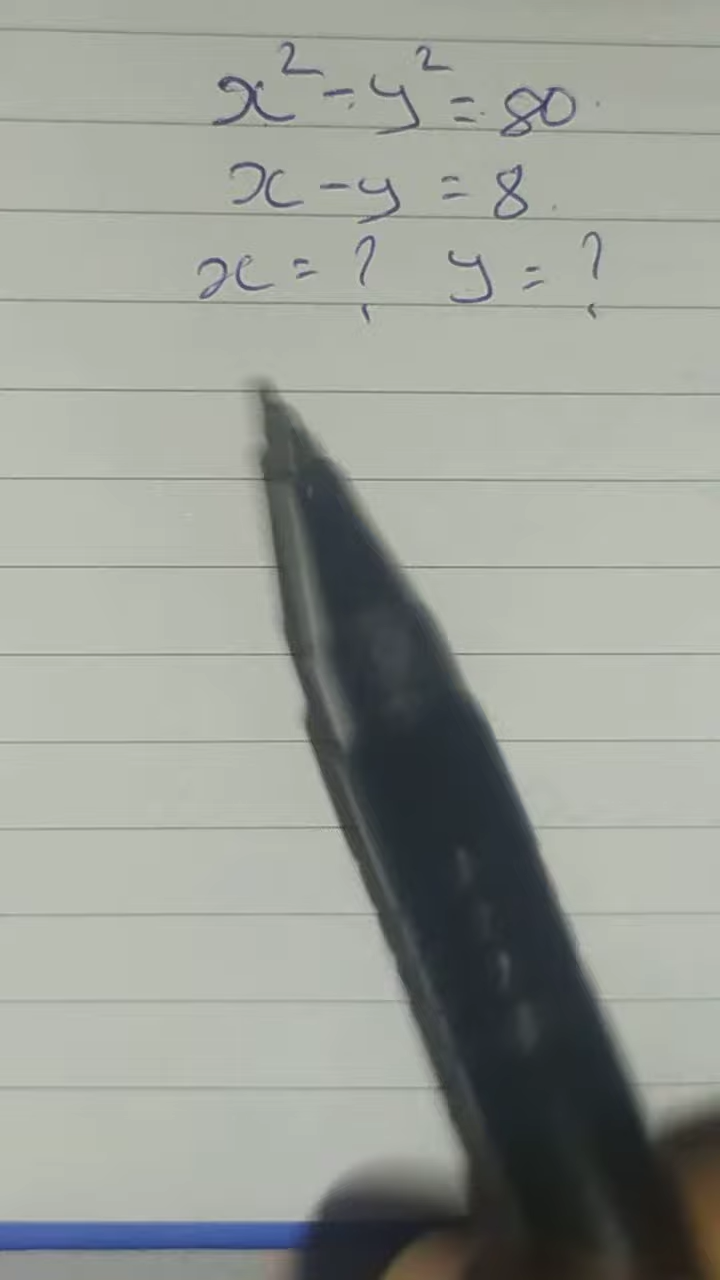 x² - y² = 80
x - y = 8
x = ? y = ?